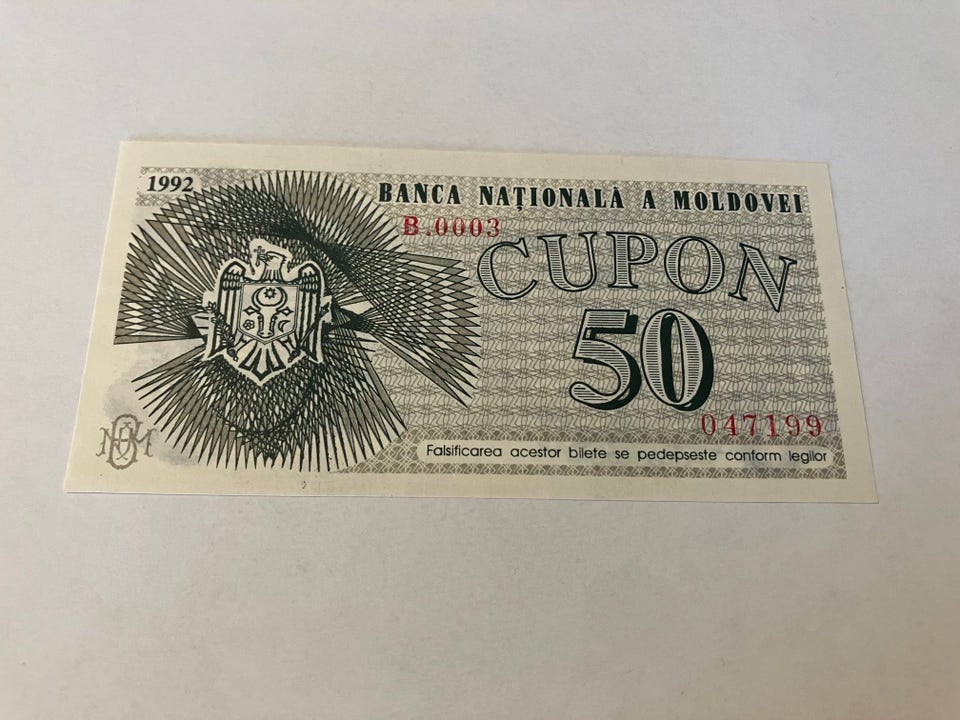 1992
BANCA NAȚIONALĂ A MOLDOVEI
B.0003
CUPON
50
047199
Falsificarea acestor bilete se pedepseste conform legilor